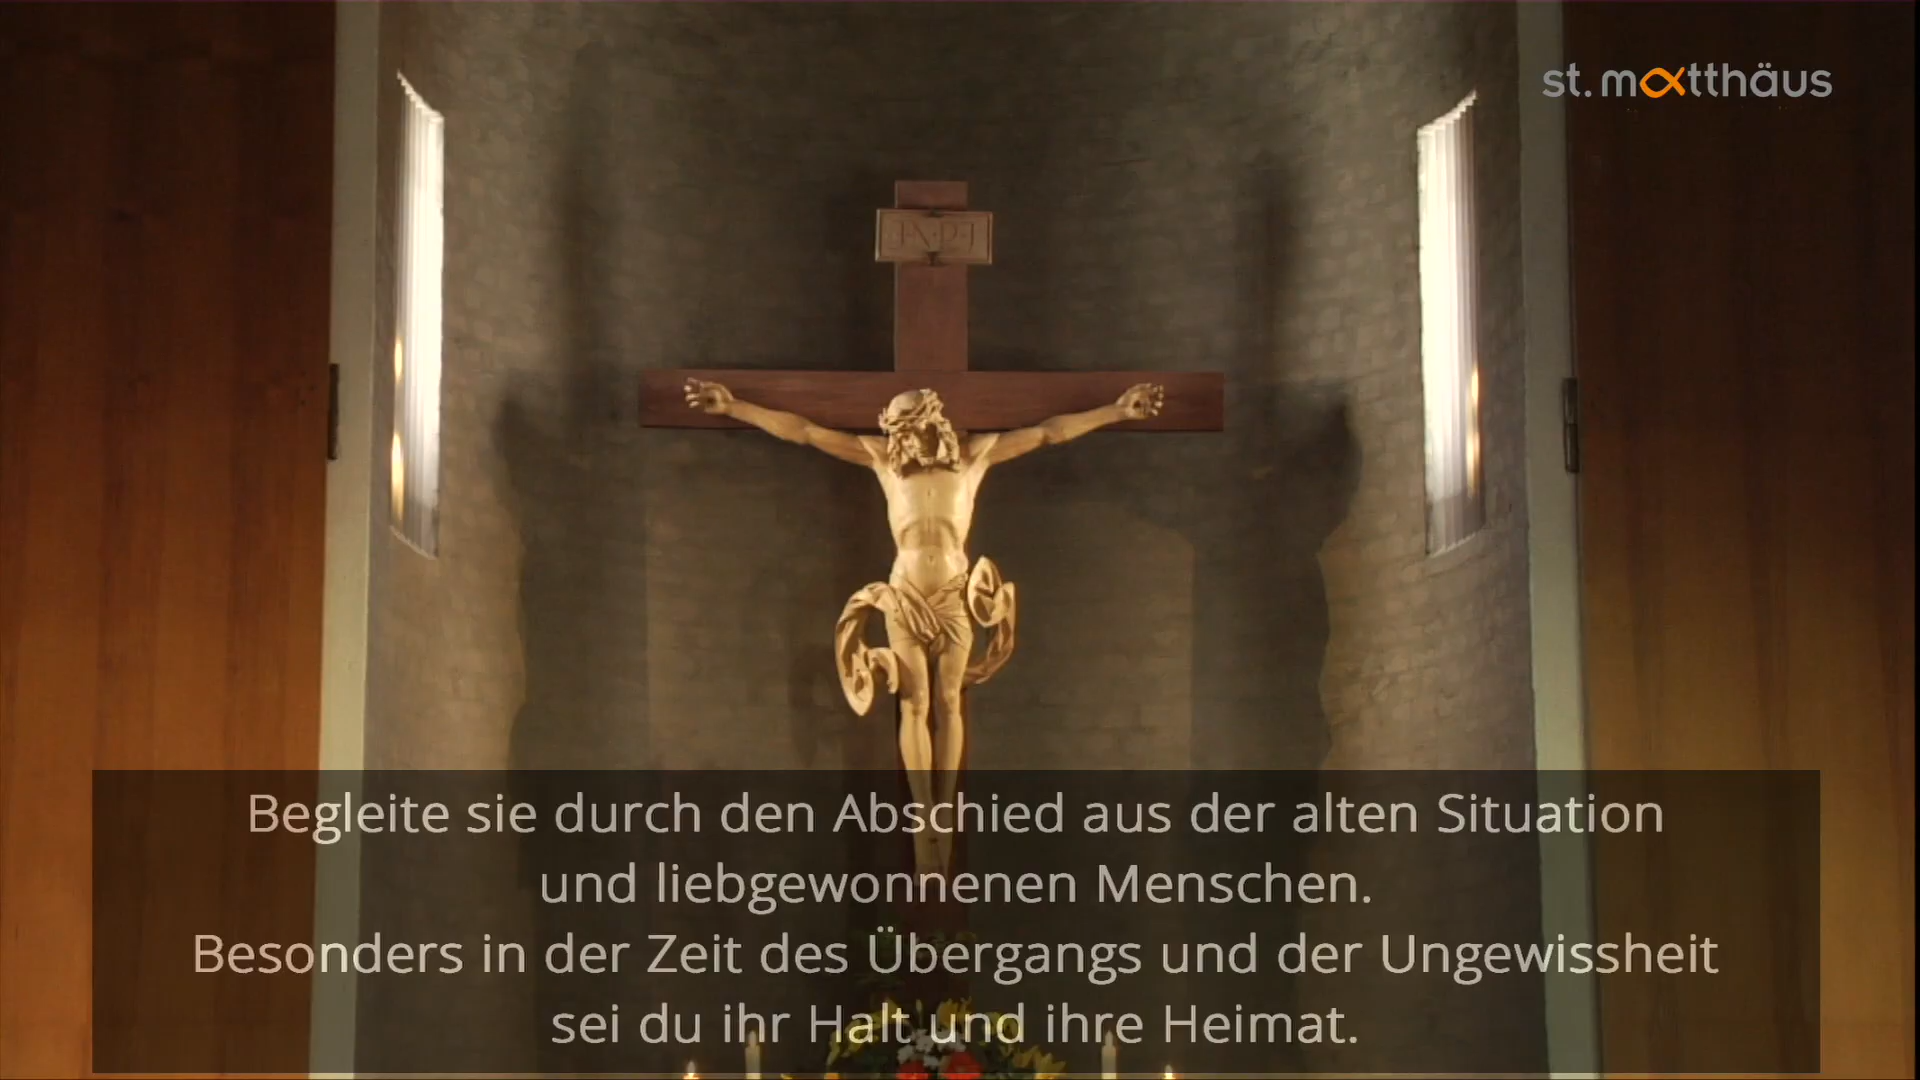 st. matthäus
INRI
Begleite sie durch den Abschied aus der alten Situation
und liebgewonnenen Menschen.
Besonders in der Zeit des Übergangs und der Ungewissheit
sei du ihr Halt und ihre Heimat.